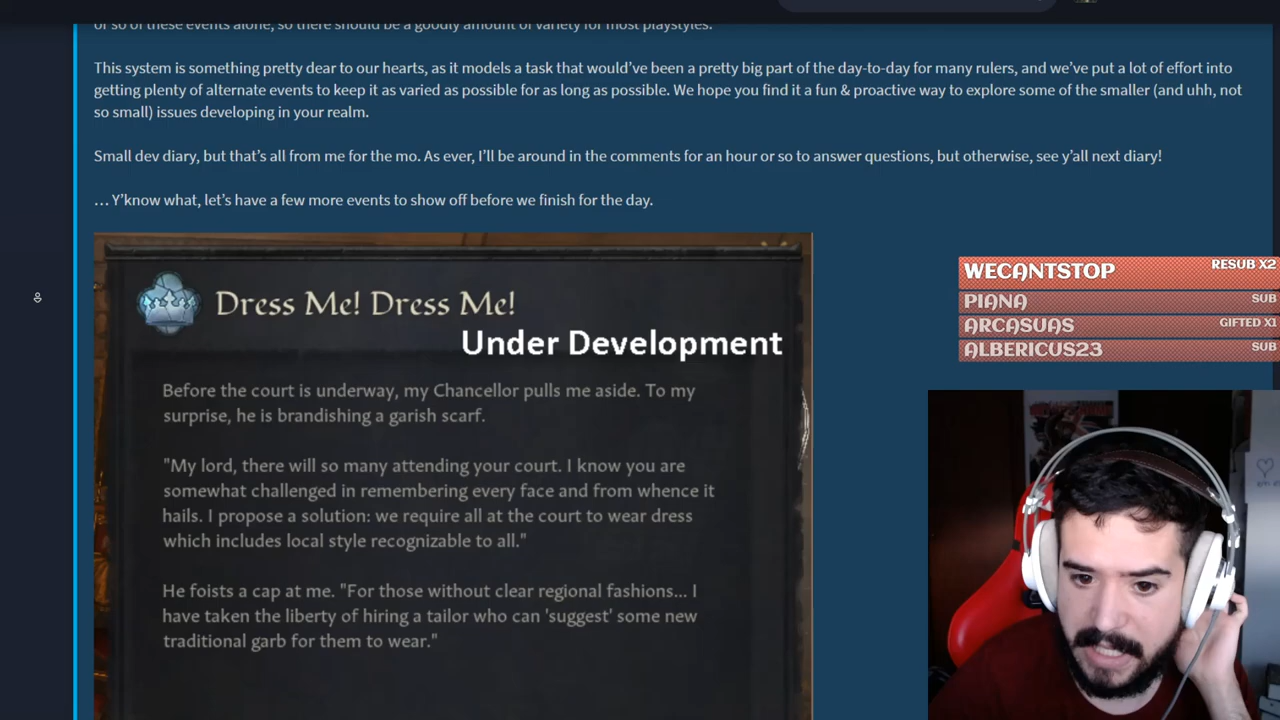 or so of these events alone, so there should be a goodly amount of variety for most playstyles.
This system is something pretty dear to our hearts, as it models a task that would've been a pretty big part of the day-to-day for many rulers, and we've put a lot of effort into
getting plenty of alternate events to keep it as varied as possible for as long as possible. We hope you find it a fun & proactive way to explore some of the smaller (and uhh, not
so small) issues developing in your realm.
Small dev diary, but that's all from me for the mo. As ever, I'll be around in the comments for an hour or so to answer questions, but otherwise, see y'all next diary!
… Y'know what, let's have a few more events to show off before we finish for the day.
Dress Me! Dress Me!
Under Development
Before the court is underway, my Chancellor pulls me aside. To my
surprise, he is brandishing a garish scarf.
"My lord, there will so many attending your court. I know you are
somewhat challenged in remembering every face and from whence it
hails. I propose a solution: we require all at the court to wear dress
which includes local style recognizable to all."
He foists a cap at me. "For those without clear regional fashions... I
have taken the liberty of hiring a tailor who can 'suggest' some new
traditional garb for them to wear."
WECANTSTOP RESUB X2
PIANA SUB
ARCASUAS GIFTED X1
ALBERICUS23 SUB